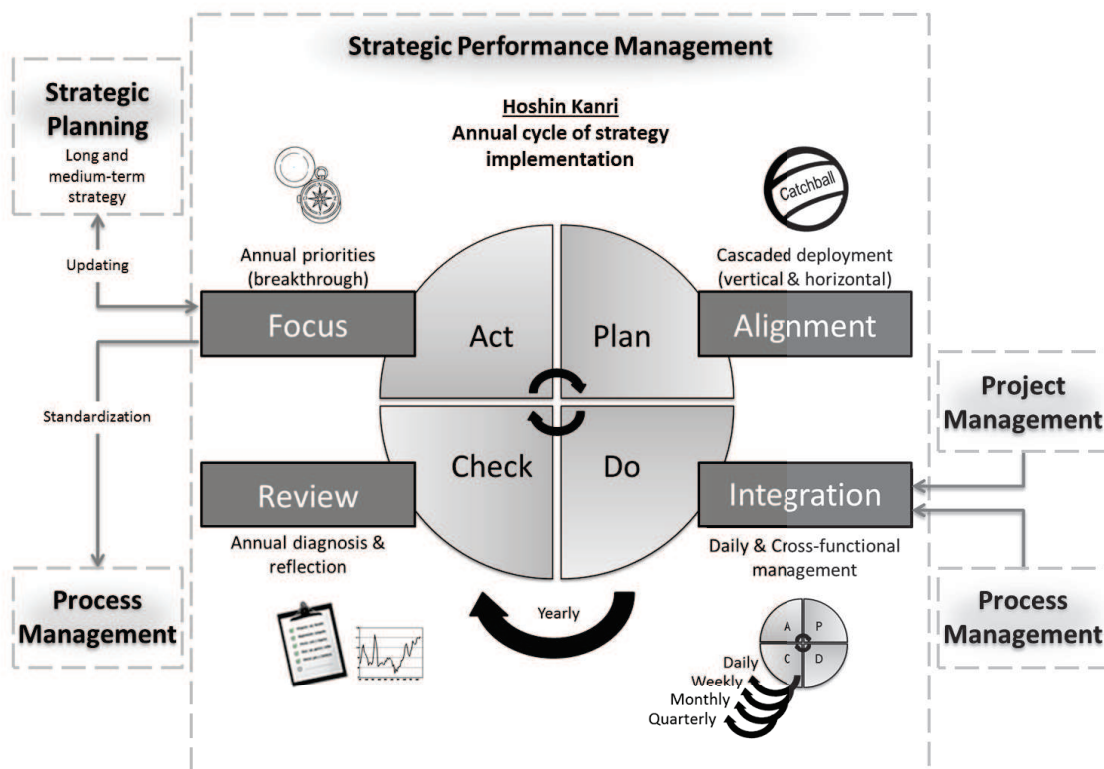 Strategic Performance Management
Strategic
Planning
Long and
medium-term
strategy
Hoshin Kanri
Annual cycle of strategy
implementation
Catchball
Updating
Annual priorities
(breakthrough)
Cascaded deployment
(vertical & horizontal)
Focus
Act
Plan
Alignment
Standardization
Project
Management
Review
Check
Do
Integration
Annual diagnosis &
reflection
Daily & Cross-functional
management
Process
Management
Yearly
Process
Management
A P
C D
Daily
Weekly
Monthly
Quarterly